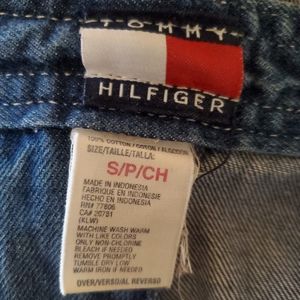 TOMMY
HILFIGER
100% COTTON / COTON / ALGODON
SIZE/TAILLE/TALLA:
S/P/CH
MADE IN INDONESIA
FABRIQUE EN INDONESIE
HECHO EN INDONESIA
RN# 77806
CA# 20731
(KLW)
MACHINE WASH WARM
WITH LIKE COLORS
ONLY NON-CHLORINE
BLEACH IF NEEDED
REMOVE PROMPTLY
TUMBLE DRY LOW
WARM IRON IF NEEDED
OVER/VERSO/AL REVERSO